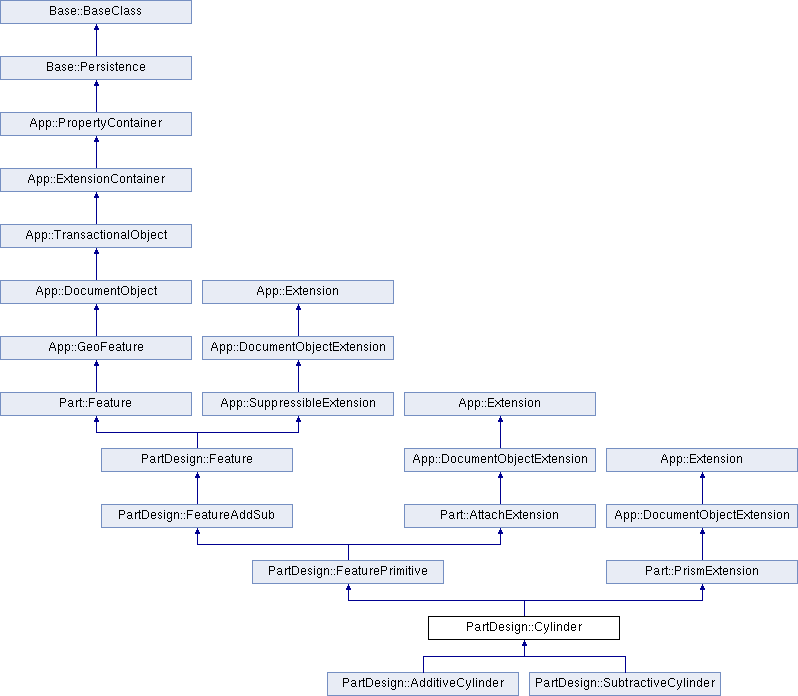 Base::BaseClass
Base::Persistence
App::PropertyContainer
App::ExtensionContainer
App::TransactionalObject
App::DocumentObject
App::Extension
App::GeoFeature
App::DocumentObjectExtension
Part::Feature
App::SuppressibleExtension
App::Extension
PartDesign::Feature
App::DocumentObjectExtension
App::Extension
PartDesign::FeatureAddSub
Part::AttachExtension
App::DocumentObjectExtension
PartDesign::FeaturePrimitive
Part::PrismExtension
PartDesign::Cylinder
PartDesign::AdditiveCylinder
PartDesign::SubtractiveCylinder